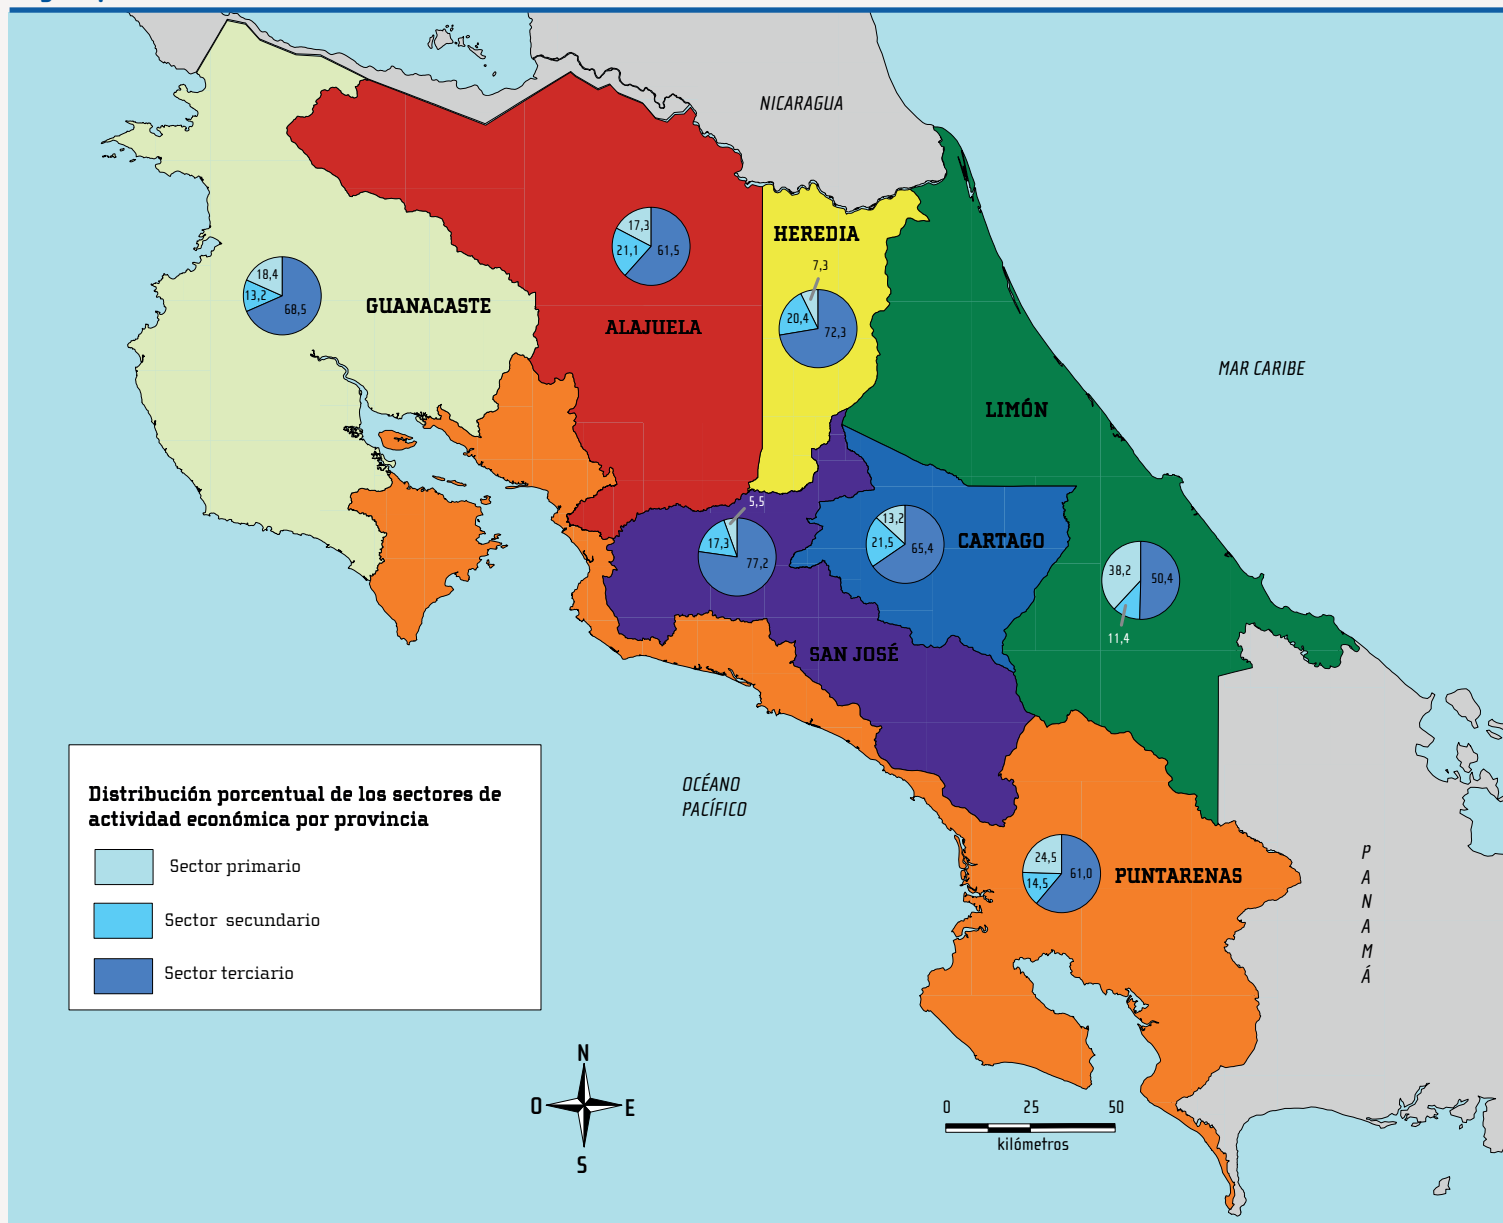 NICARAGUA
HEREDIA
7,3
20,4
72,3
17,3
21,1
61,5
ALAJUELA
18,4
13,2
68,5
GUANACASTE
MAR CARIBE
LIMÓN
38,2
50,4
11,4
5,5
17,3
77,2
SAN JOSÉ
13,2
21,5
65,4
CARTAGO
OCÉANO
PACÍFICO
24,5
14,5
61,0
PUNTARENAS
P
A
N
A
M
Á
Distribución porcentual de los sectores de
actividad económica por provincia
Sector primario
Sector secundario
Sector terciario
N
O
E
S
0 25 50
kilómetros